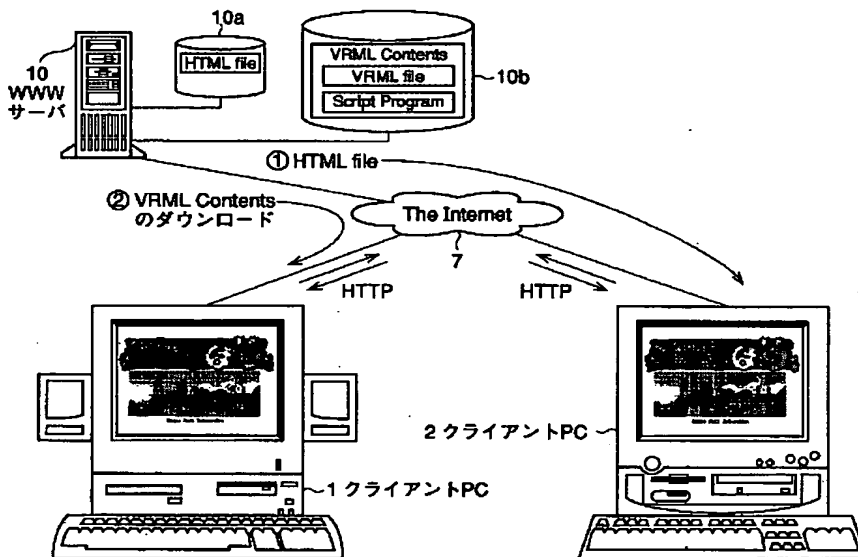 10a
10
WWW
サーバ
HTML file
VRML Contents
VRML file
Script Program
10b
① HTML file
② VRML Contents
のダウンロード
The Internet
7
HTTP
HTTP
2 クライアントPC
1 クライアントPC